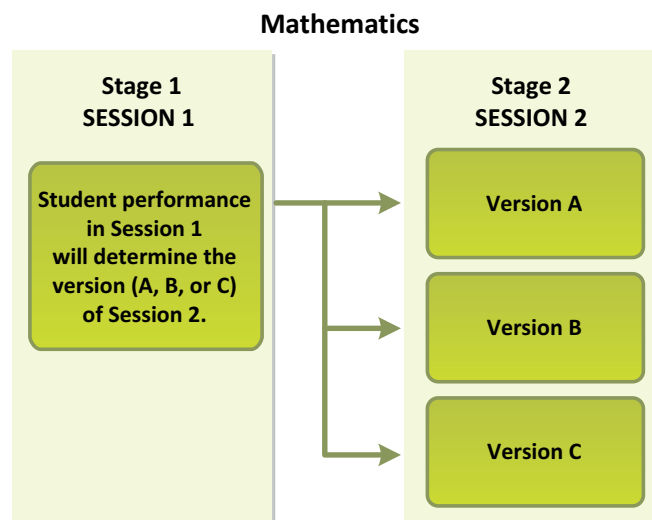 Mathematics
Stage 1
SESSION 1
Student performance
in Session 1
will determine the
version (A, B, or C)
of Session 2.
Stage 2
SESSION 2
Version A
Version B
Version C